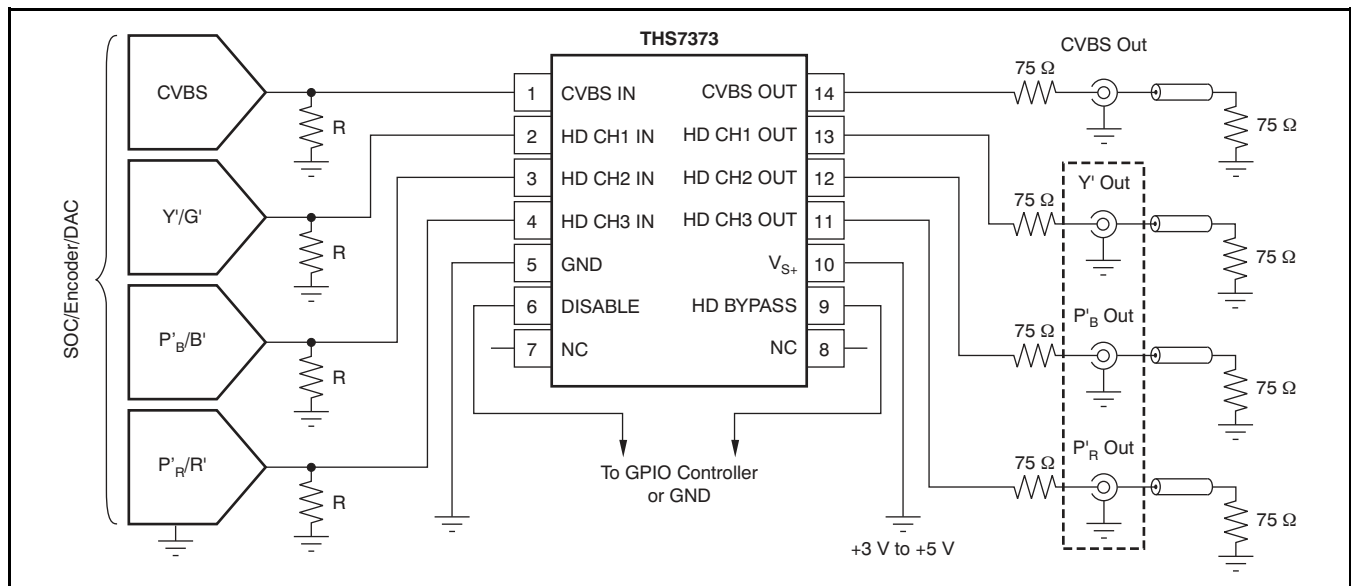 THS7373
SOC/Encoder/DAC
CVBS
R
Y'/G'
R
P'B/B'
R
P'R/R'
R
1 CVBS IN
2 HD CH1 IN
3 HD CH2 IN
4 HD CH3 IN
5 GND
6 DISABLE
7 NC
CVBS OUT 14
HD CH1 OUT 13
HD CH2 OUT 12
HD CH3 OUT 11
VS+ 10
HD BYPASS 9
NC 8
To GPIO Controller
or GND
+3 V to +5 V
CVBS Out
75 Ω
75 Ω
Y' Out
75 Ω
75 Ω
P'B Out
75 Ω
75 Ω
P'R Out
75 Ω
75 Ω